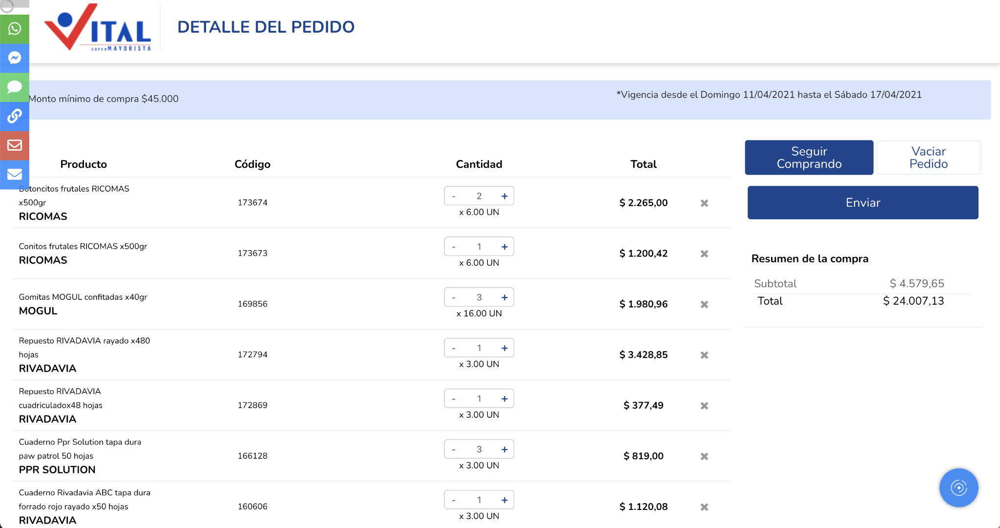 VITAL
SUPERMAYORISTA
DETALLE DEL PEDIDO
Monto mínimo de compra $45.000
*Vigencia desde el Domingo 11/04/2021 hasta el Sábado 17/04/2021
Seguir Comprando
Vaciar Pedido
Enviar
Producto Código Cantidad Total
Botoncitos frutales RICOMAS
x500gr
RICOMAS
173674
- 2 +
x 6.00 UN
$ 2.265,00
Conitos frutales RICOMAS x500gr
RICOMAS
173673
- 1 +
x 6.00 UN
$ 1.200,42
Gomitas MOGUL confitadas x40gr
MOGUL
169856
- 3 +
x 16.00 UN
$ 1.980,96
Repuesto RIVADAVIA rayado x480
hojas
RIVADAVIA
172794
- 1 +
x 3.00 UN
$ 3.428,85
Repuesto RIVADAVIA
cuadriculadox48 hojas
RIVADAVIA
172869
- 1 +
x 3.00 UN
$ 377,49
Cuaderno Ppr Solution tapa dura
paw patrol 50 hojas
PPR SOLUTION
166128
- 3 +
x 3.00 UN
$ 819,00
Cuaderno Rivadavia ABC tapa dura
forrado rojo rayado x50 hojas
RIVADAVIA
160606
- 1 +
x 3.00 UN
$ 1.120,08
Resumen de la compra
Subtotal $ 4.579,65
Total $ 24.007,13